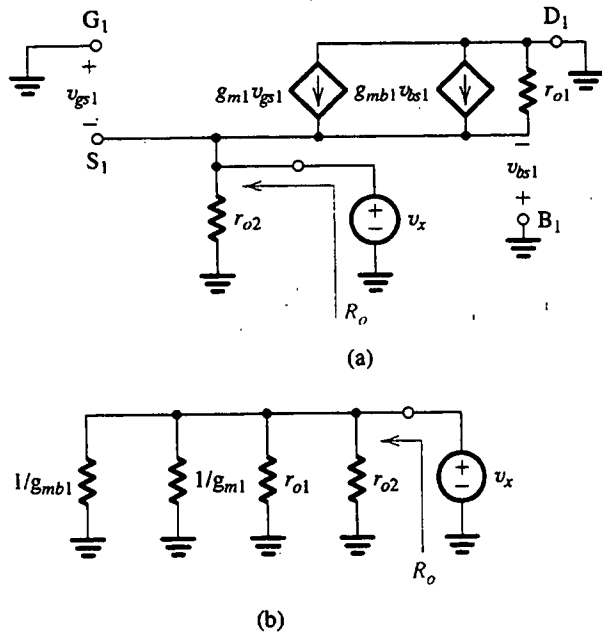 G1
D1
+
vgs1
−
gm1vgs1
gmb1vbs1
ro1
S1
−
vbs1
+
B1
ro2
+
−
vx
Ro
(a)
1/gmb1
1/gm1
ro1
ro2
+
−
vx
Ro
(b)